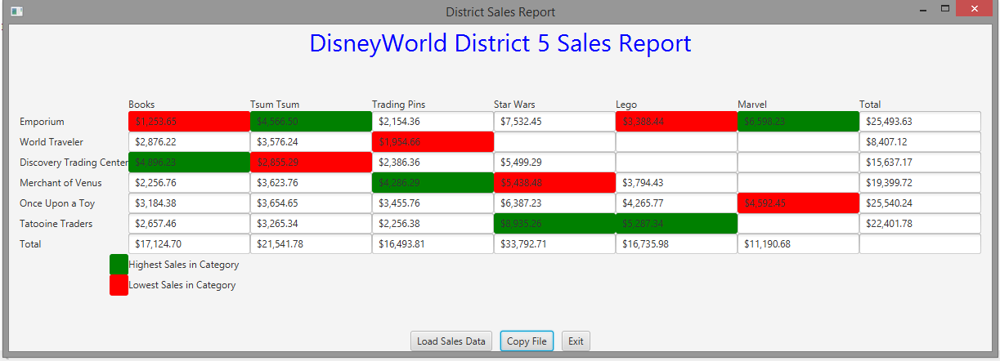 District Sales Report
DisneyWorld District 5 Sales Report
Books Tsum Tsum Trading Pins Star Wars Lego Marvel Total
Emporium $1,253.65 $4,566.50 $2,154.36 $7,532.45 $3,388.44 $6,598.23 $25,493.63
World Traveler $2,876.22 $3,576.24 $1,954.66 $8,407.12
Discovery Trading Center $4,896.23 $2,855.29 $2,386.36 $5,499.29 $15,637.17
Merchant of Venus $2,256.76 $3,623.76 $4,286.29 $5,438.48 $3,794.43 $19,399.72
Once Upon a Toy $3,184.38 $3,654.65 $3,455.76 $6,387.23 $4,265.77 $4,592.45 $25,540.24
Tatooine Traders $2,657.46 $3,265.34 $2,256.38 $8,935.26 $5,287.34 $22,401.78
Total $17,124.70 $21,541.78 $16,493.81 $33,792.71 $16,735.98 $11,190.68
Highest Sales in Category
Lowest Sales in Category
Load Sales Data Copy File Exit